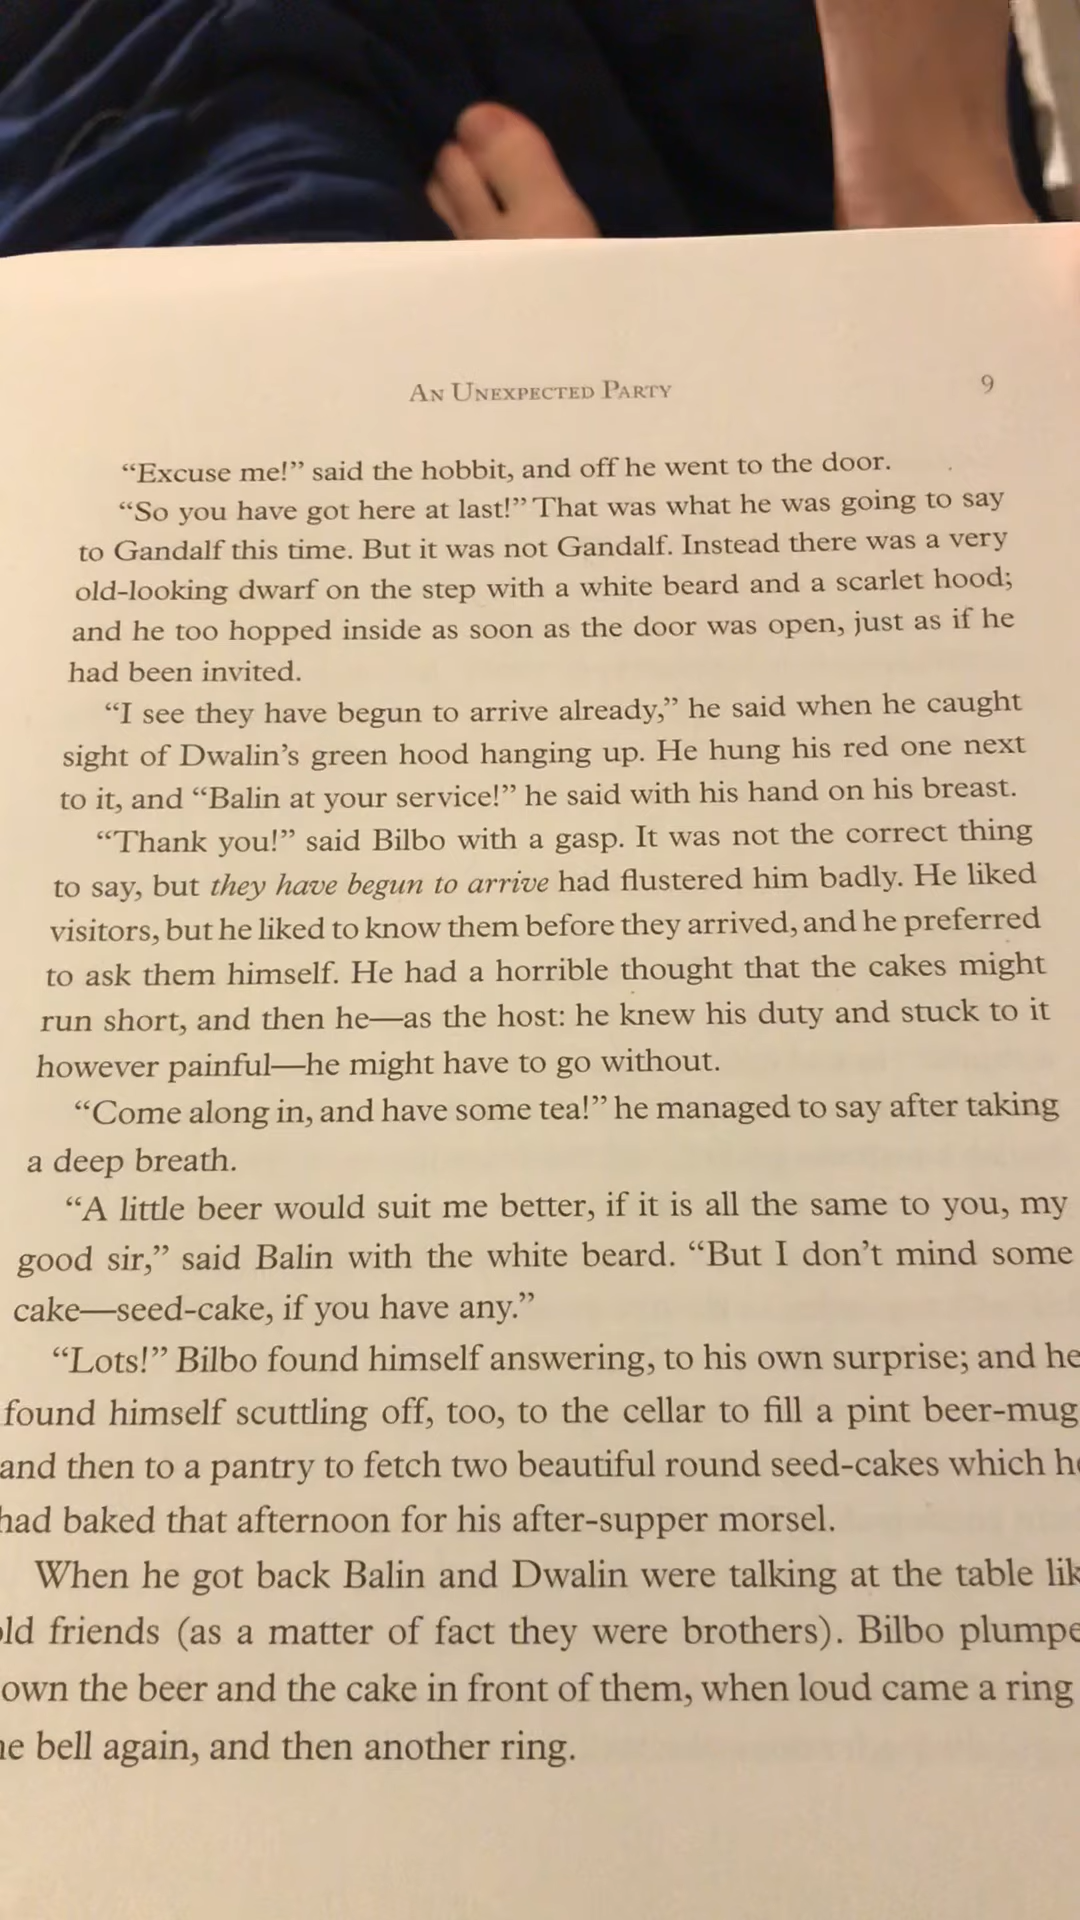 AN UNEXPECTED PARTY 9
“Excuse me!” said the hobbit, and off he went to the door.
“So you have got here at last!” That was what he was going to say
to Gandalf this time. But it was not Gandalf. Instead there was a very
old-looking dwarf on the step with a white beard and a scarlet hood;
and he too hopped inside as soon as the door was open, just as if he
had been invited.
“I see they have begun to arrive already,” he said when he caught
sight of Dwalin’s green hood hanging up. He hung his red one next
to it, and “Balin at your service!” he said with his hand on his breast.
“Thank you!” said Bilbo with a gasp. It was not the correct thing
to say, but they have begun to arrive had flustered him badly. He liked
visitors, but he liked to know them before they arrived, and he preferred
to ask them himself. He had a horrible thought that the cakes might
run short, and then he—as the host: he knew his duty and stuck to it
however painful—he might have to go without.
“Come along in, and have some tea!” he managed to say after taking
a deep breath.
“A little beer would suit me better, if it is all the same to you, my
good sir,” said Balin with the white beard. “But I don’t mind some
cake—seed-cake, if you have any.”
“Lots!” Bilbo found himself answering, to his own surprise; and he
found himself scuttling off, too, to the cellar to fill a pint beer-mug
and then to a pantry to fetch two beautiful round seed-cakes which he
had baked that afternoon for his after-supper morsel.
When he got back Balin and Dwalin were talking at the table lik
old friends (as a matter of fact they were brothers). Bilbo plumpe
own the beer and the cake in front of them, when loud came a ring
he bell again, and then another ring.